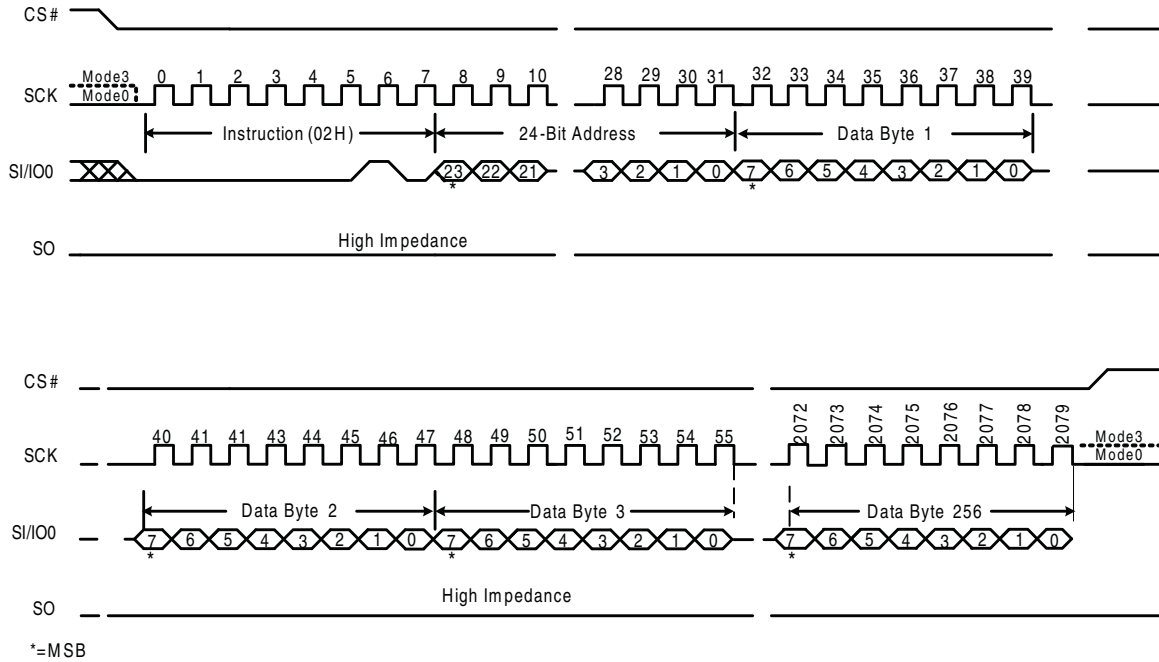 CS#
SCK Mode3 0 1 2 3 4 5 6 7 8 9 10 28 29 30 31 32 33 34 35 36 37 38 39
Mode0
Instruction (02H) 24-Bit Address Data Byte 1
SI/IO0 23 22 21 3 2 1 0 7 6 5 4 3 2 1 0
* *
SO High Impedance
CS#
SCK 40 41 41 43 44 45 46 47 48 49 50 51 52 53 54 55 2072 2073 2074 2075 2076 2077 2078 2079 Mode3
Mode0
Data Byte 2 Data Byte 3 Data Byte 256
SI/IO0 7 6 5 4 3 2 1 0 7 6 5 4 3 2 1 0 7 6 5 4 3 2 1 0
* * *
SO High Impedance
*=MSB